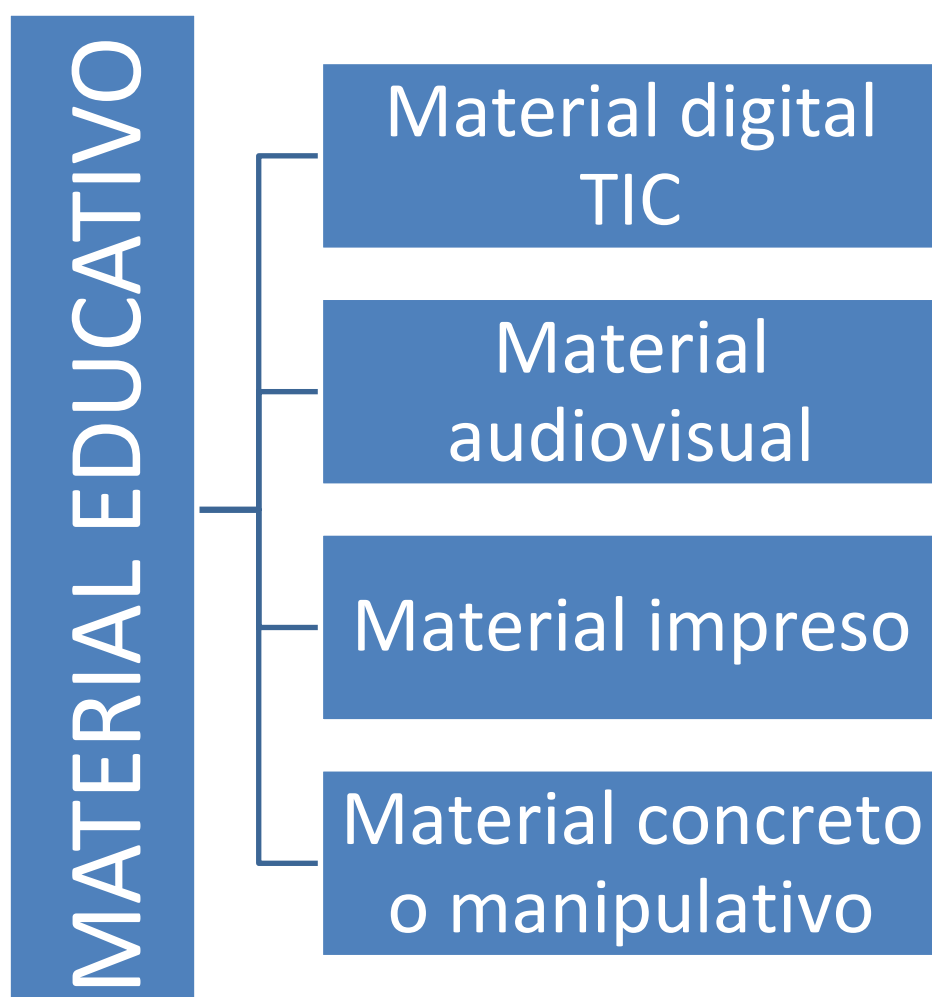 MATERIAL EDUCATIVO
Material digital
TIC
Material
audiovisual
Material impreso
Material concreto
o manipulativo